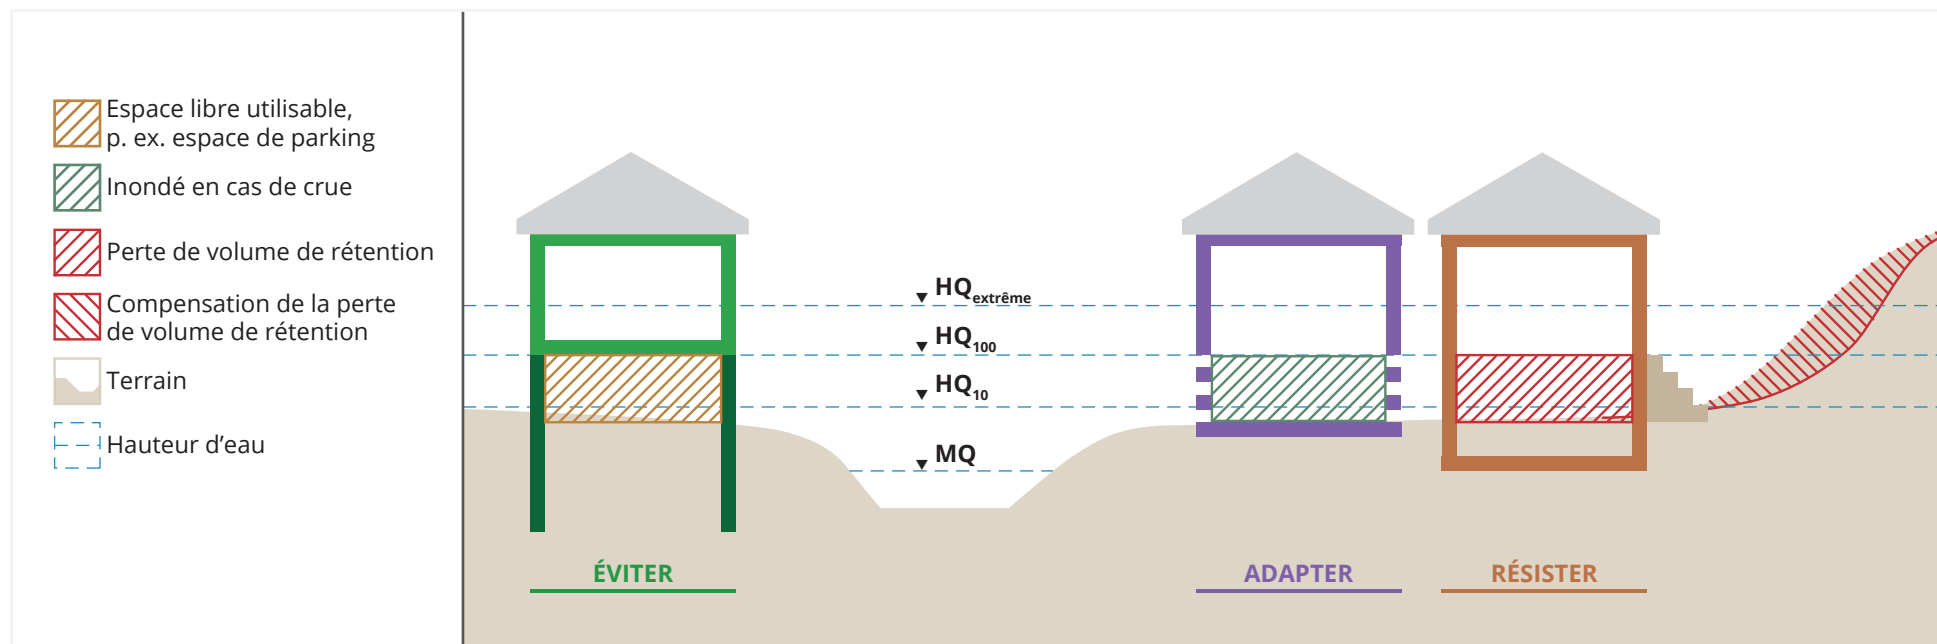 Espace libre utilisable,
p. ex. espace de parking
Inondé en cas de crue
Perte de volume de rétention
Compensation de la perte
de volume de rétention
Terrain
Hauteur d’eau
HQextrême
HQ100
HQ10
MQ
ÉVITER
ADAPTER
RÉSISTER